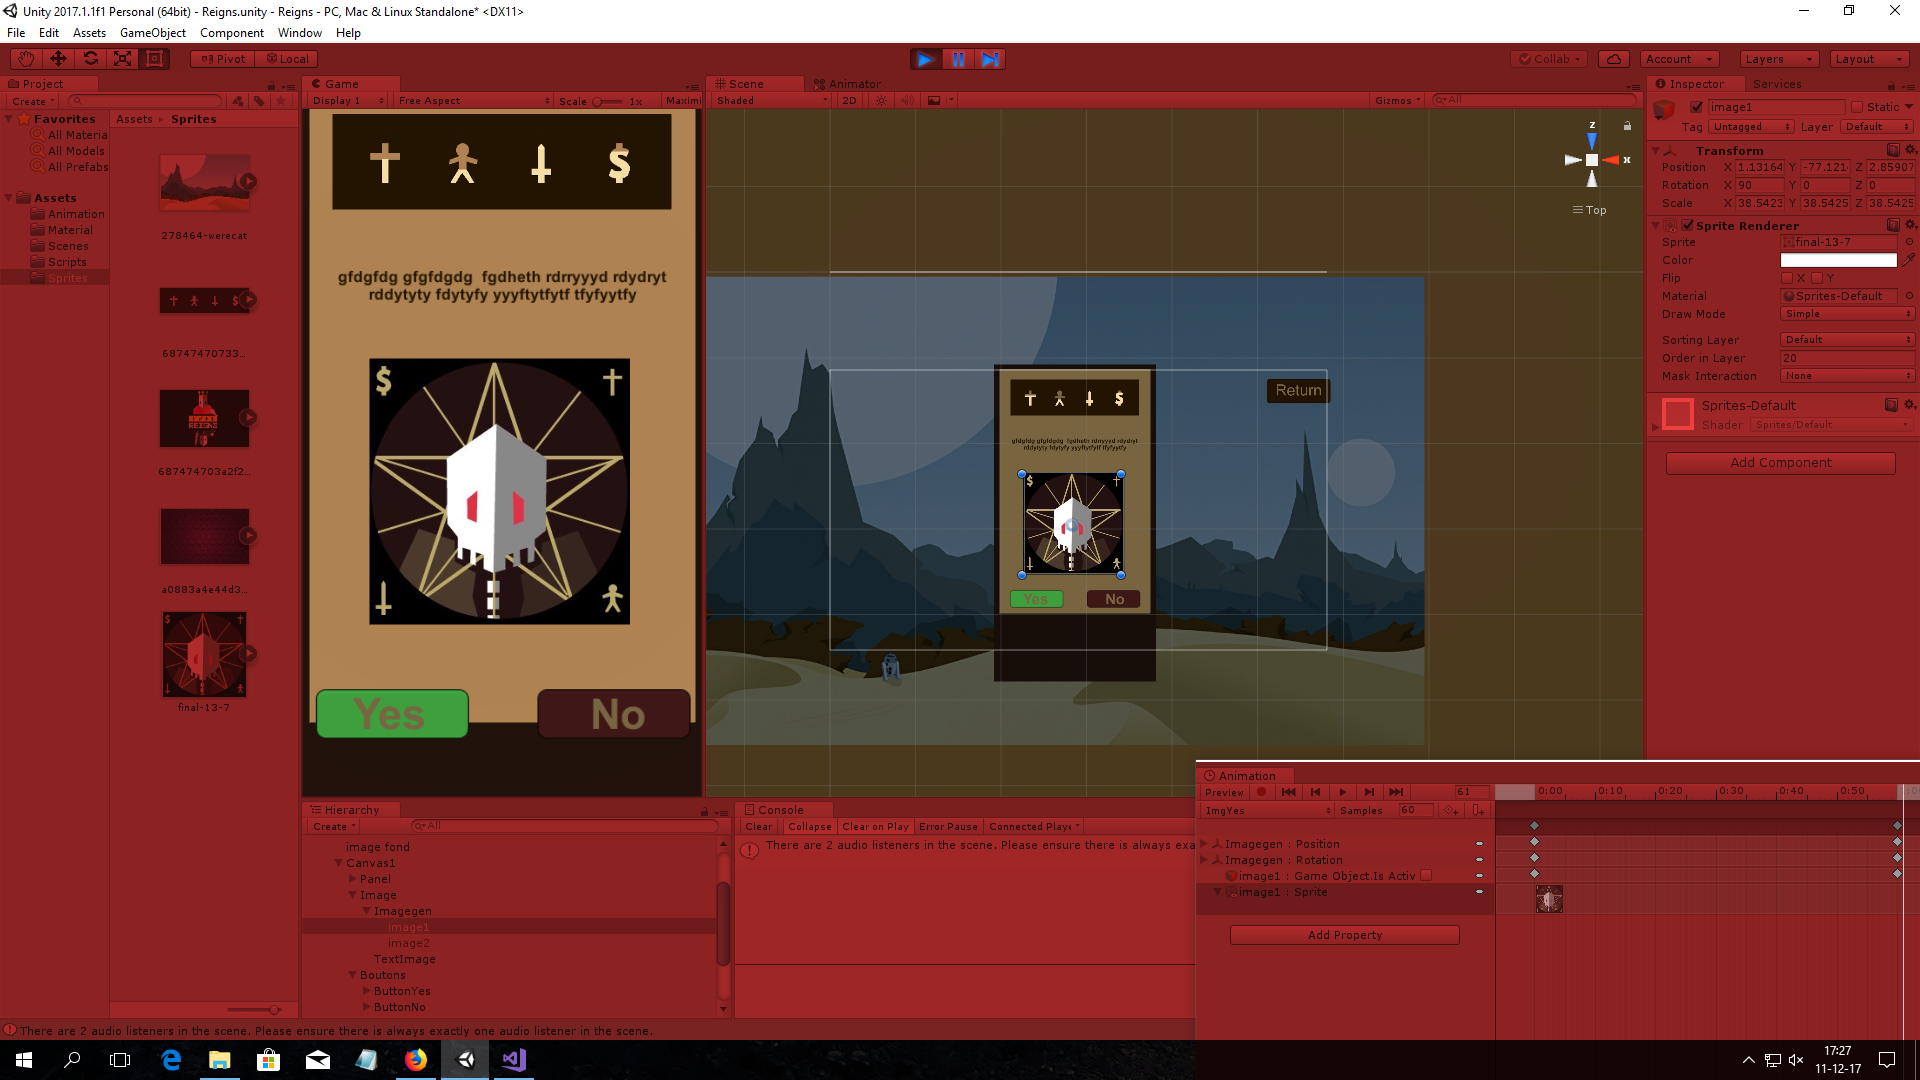 Unity 2017.1.1f1 Personal (64bit) - Reigns.unity - Reigns - PC, Mac & Linux Standalone* <DX11>
File Edit Assets GameObject Component Window Help
Pivot Local
Collab Account Layers Layout
Project
Create
Favorites
All Materia
All Models
All Prefabs
Assets
Animation
Material
Scenes
Scripts
Sprites
Assets ▸ Sprites
278464-werecat
68747470733...
687474703a2f2...
a0883a4e44d3...
final-13-7
Game
Display 1 Free Aspect Scale 1x Maximi
gfdgfdg gfgfdgdg fgdheth rdrryyyd rdydryt
rddytyty fdytyfy yyyftytfytf tfyfyytfy
Yes No
Scene Animator
Shaded 2D Gizmos All
z
x
Top
Return
gfdgfdg gfgfdgdg fgdheth rdrryyyd rdydryt
rddytyty fdytyfy yyyftytfytf tfyfyytfy
Yes No
Inspector Services
image1 Static
Tag Untagged Layer Default
Transform
Position X 1.13164 Y -77.121 Z 2.85907
Rotation X 90 Y 0 Z 0
Scale X 38.5423 Y 38.5425 Z 38.5425
Sprite Renderer
Sprite final-13-7
Color
Flip X Y
Material Sprites-Default
Draw Mode Simple
Sorting Layer Default
Order in Layer 20
Mask Interaction None
Sprites-Default
Shader Sprites/Default
Add Component
Hierarchy
Create All
image fond
Canvas1
Panel
Image
Imagegen
image1
image2
TextImage
Boutons
ButtonYes
ButtonNo
Console
Clear Collapse Clear on Play Error Pause Connected Playe
There are 2 audio listeners in the scene. Please ensure there is always exa
Animation
Preview 61
ImgYes Samples 60
0:00 0:10 0:20 0:30 0:40 0:50
Imagegen : Position
Imagegen : Rotation
image1 : Game Object.Is Activ
image1 : Sprite
Add Property
There are 2 audio listeners in the scene. Please ensure there is always exactly one audio listener in the scene.
17:27
11-12-17